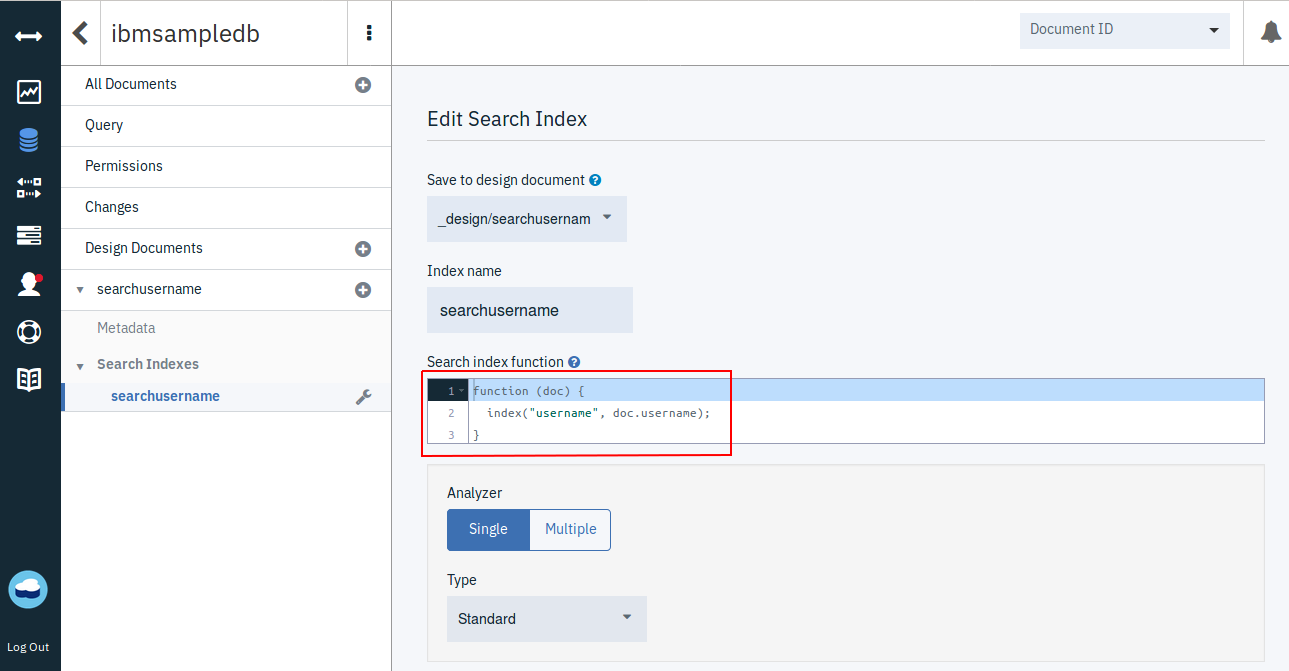 ibmsampledb
Document ID
All Documents
Query
Permissions
Changes
Design Documents
searchusername
Metadata
Search Indexes
searchusername
Log Out
Edit Search Index
Save to design document ?
_design/searchusernam
Index name
searchusername
Search index function ?
1 function (doc) {
2 index("username", doc.username);
3 }
Analyzer
Single Multiple
Type
Standard